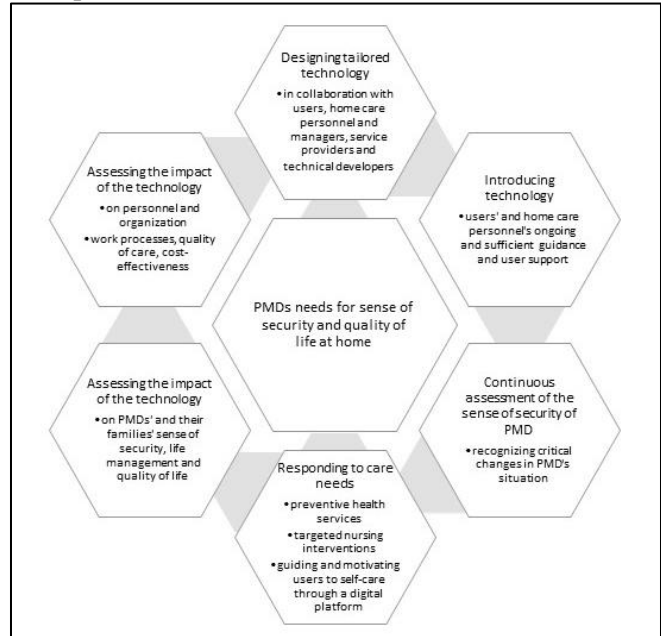 Designing tailored
technology
• in collaboration with
users, home care
personnel and
managers, service
providers and
technical developers
Introducing
technology
• users' and home care
personnel's ongoing
and sufficient guidance
and user support
Continuous
assessment of the
sense of security of
PMD
• recognizing critical
changes in PMD's
situation
Responding to care
needs
• preventive health
services
• targeted nursing
interventions
• guiding and motivating
users to self-care
through a digital
platform
Assessing the impact
of the technology
• on PMDs' and their
families' sense of
security, life
management and
quality of life
Assessing the impact
of the technology
• on personnel and
organization
• work processes, quality
of care, cost-
effectiveness
PMDs needs for sense of
security and quality of
life at home